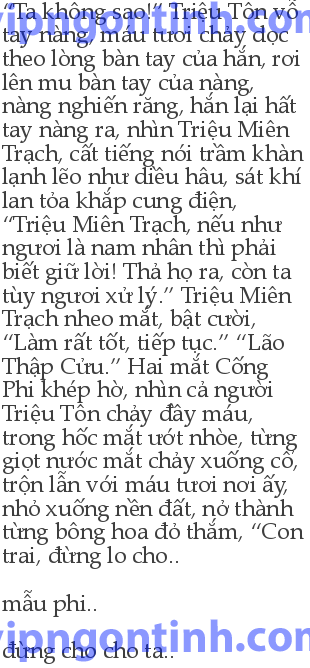 “Ta không sao!“ Triệu Tôn vỗ
tay nàng, máu tươi chảy dọc
theo lòng bàn tay của hắn, rơi
lên mu bàn tay của nàng,
nàng nghiến răng, hắn lại hất
tay nàng ra, nhìn Triệu Miên
Trạch, cất tiếng nói trầm khàn
lạnh lẽo như diều hâu, sát khí
lan tỏa khắp cung điện,
“Triệu Miên Trạch, nếu như
ngươi là nam nhân thì phải
biết giữ lời! Thả họ ra, còn ta
tùy ngươi xử lý.” Triệu Miên
Trạch nheo mắt, bật cười,
“Làm rất tốt, tiếp tục.” “Lão
Thập Cửu.” Hai mắt Cống
Phi khép hờ, nhìn cả người
Triệu Tôn chảy đầy máu,
trong hốc mắt ướt nhòe, từng
giọt nước mắt chảy xuống cổ,
trộn lẫn với máu tươi nơi ấy,
nhỏ xuống nền đất, nở thành
từng bông hoa đỏ thắm, “Con
trai, đừng lo cho..
mẫu phi..
vipngontinh.com
đừng cho cho ta..